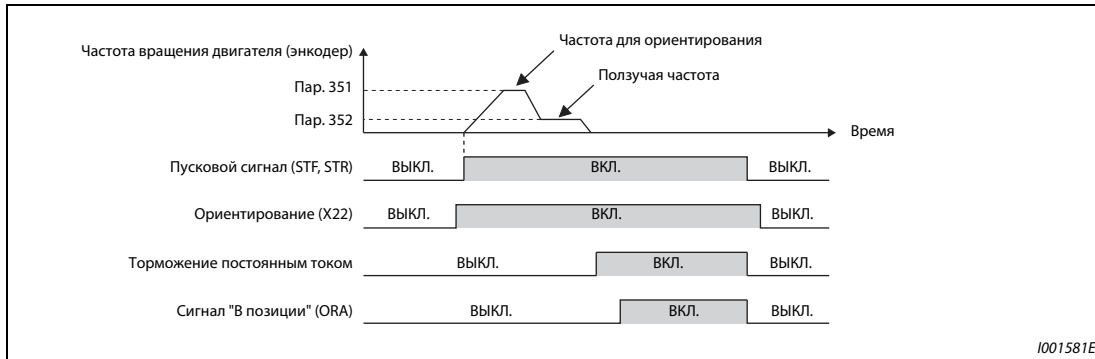 Частота вращения двигателя (энкодер)
Частота для ориентирования
Ползучая частота
Пар. 351
Пар. 352
Время
Пусковой сигнал (STF, STR) ВЫКЛ. ВКЛ. ВЫКЛ.
Ориентирование (X22) ВЫКЛ. ВКЛ. ВЫКЛ.
Торможение постоянным током ВЫКЛ. ВКЛ. ВЫКЛ.
Сигнал "В позиции" (ORA) ВЫКЛ. ВКЛ. ВЫКЛ.
I001581E